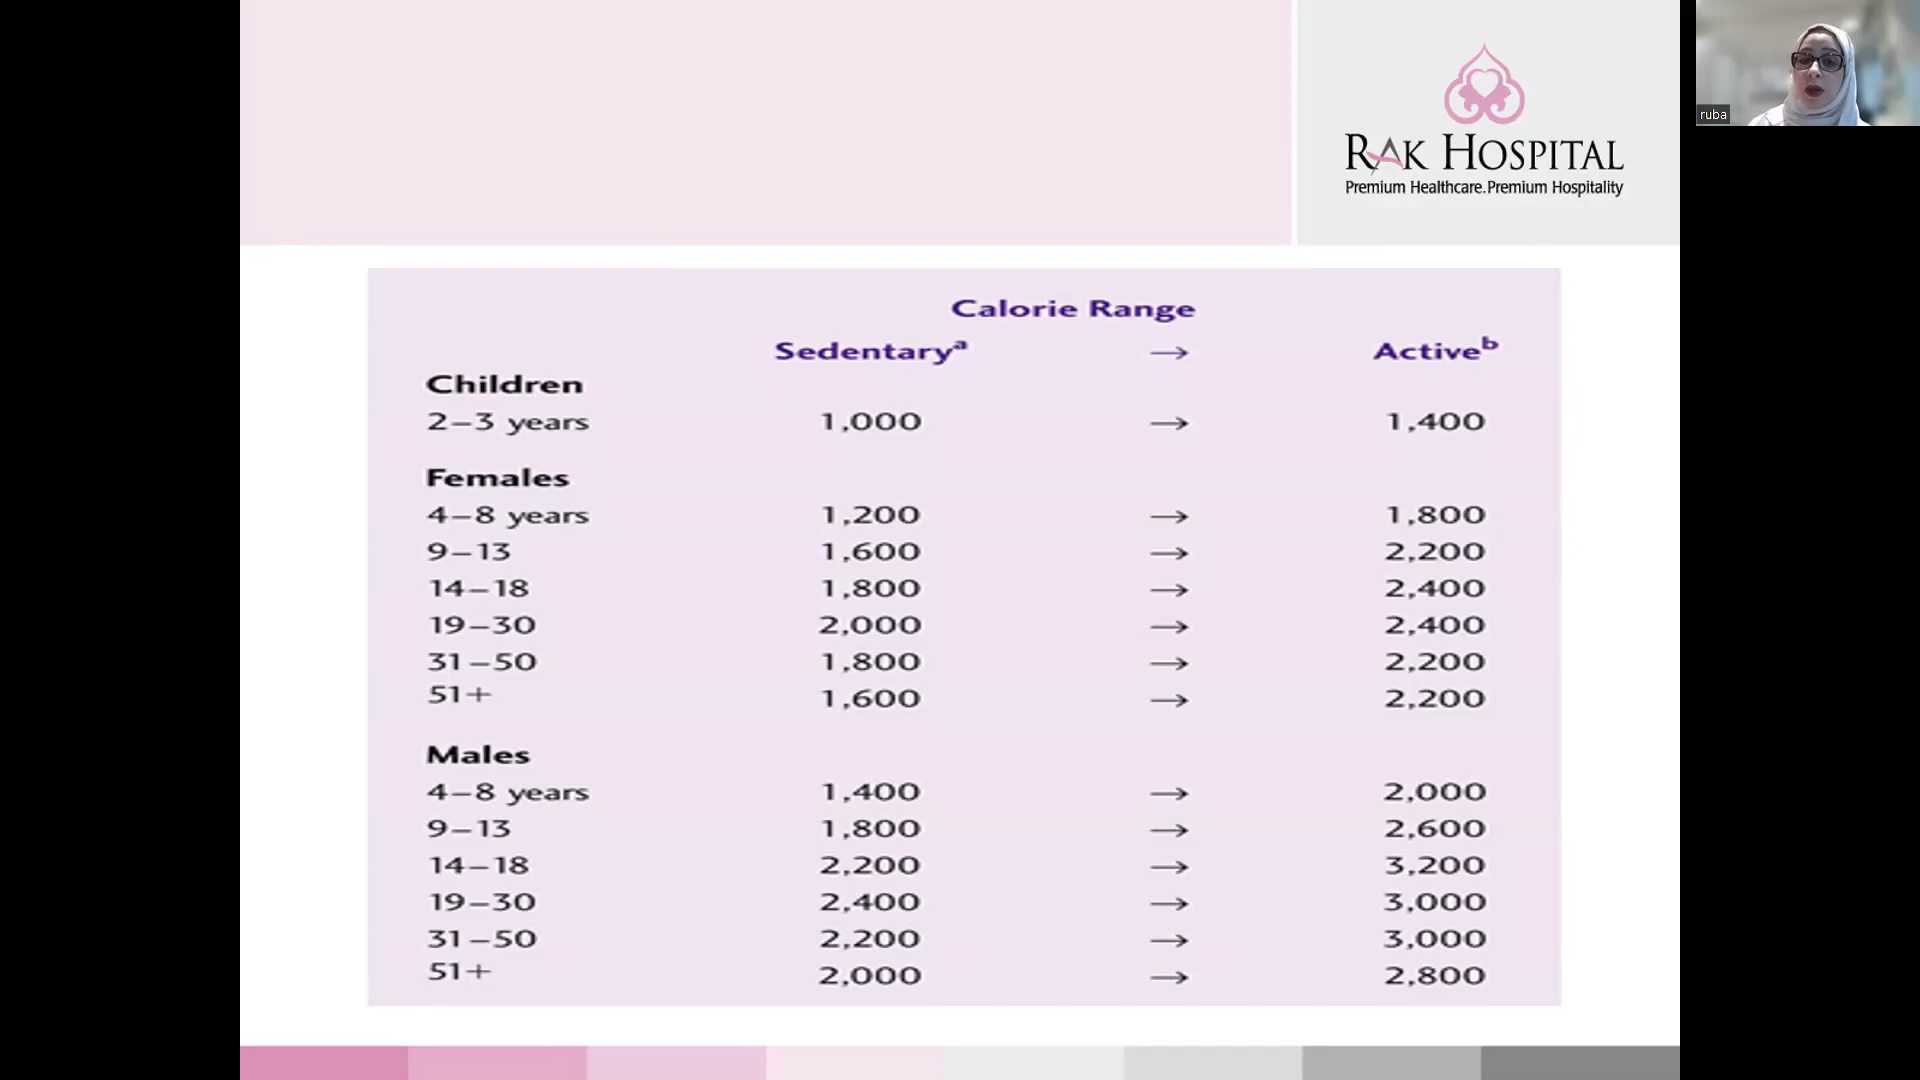 RAK HOSPITAL
Premium Healthcare.Premium Hospitality
ruba
Calorie Range
Sedentaryᵃ → Activeᵇ
Children
2–3 years 1,000 → 1,400
Females
4–8 years 1,200 → 1,800
9–13 1,600 → 2,200
14–18 1,800 → 2,400
19–30 2,000 → 2,400
31–50 1,800 → 2,200
51+ 1,600 → 2,200
Males
4–8 years 1,400 → 2,000
9–13 1,800 → 2,600
14–18 2,200 → 3,200
19–30 2,400 → 3,000
31–50 2,200 → 3,000
51+ 2,000 → 2,800